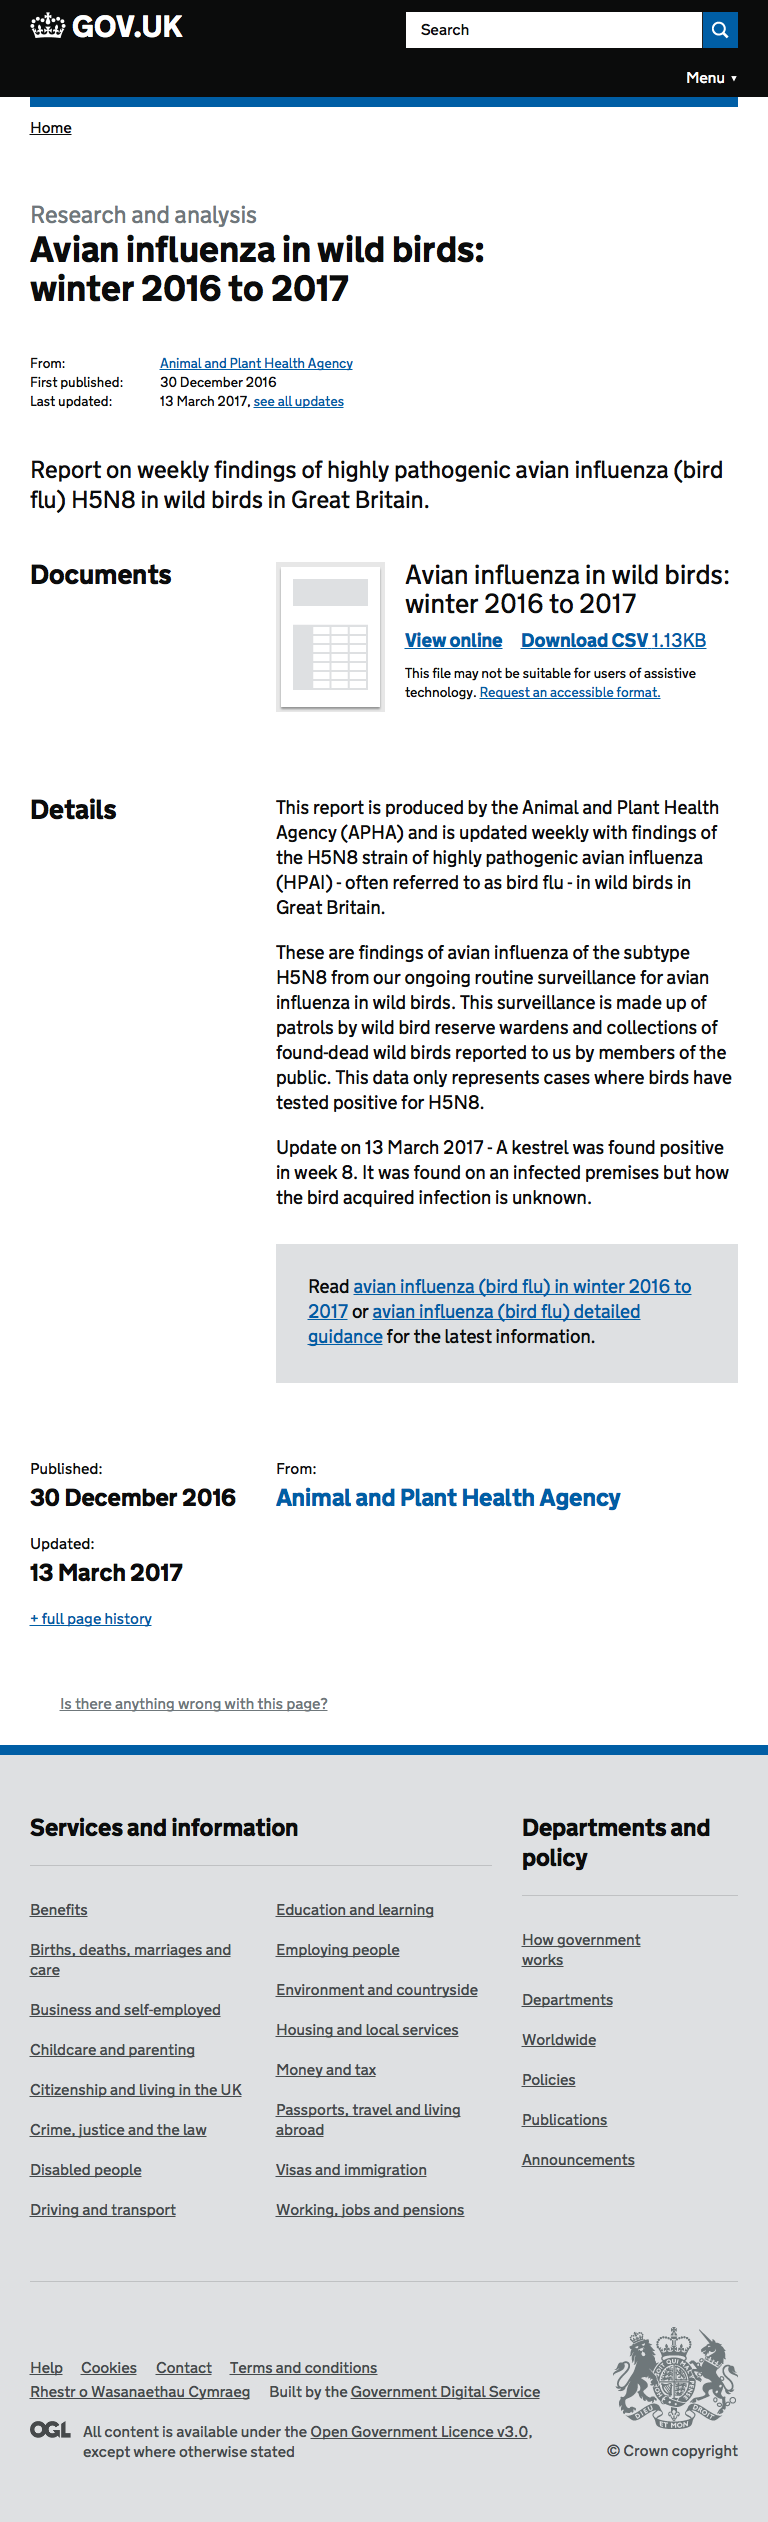 GOV.UK
Search
Menu ▼
Home
Research and analysis
Avian influenza in wild birds:
winter 2016 to 2017
From: Animal and Plant Health Agency
First published: 30 December 2016
Last updated: 13 March 2017, see all updates
Report on weekly findings of highly pathogenic avian influenza (bird
flu) H5N8 in wild birds in Great Britain.
Documents
Avian influenza in wild birds:
winter 2016 to 2017
View online Download CSV 1.13KB
This file may not be suitable for users of assistive
technology. Request an accessible format.
Details
This report is produced by the Animal and Plant Health
Agency (APHA) and is updated weekly with findings of
the H5N8 strain of highly pathogenic avian influenza
(HPAI) - often referred to as bird flu - in wild birds in
Great Britain.
These are findings of avian influenza of the subtype
H5N8 from our ongoing routine surveillance for avian
influenza in wild birds. This surveillance is made up of
patrols by wild bird reserve wardens and collections of
found-dead wild birds reported to us by members of the
public. This data only represents cases where birds have
tested positive for H5N8.
Update on 13 March 2017 - A kestrel was found positive
in week 8. It was found on an infected premises but how
the bird acquired infection is unknown.
Read avian influenza (bird flu) in winter 2016 to
2017 or avian influenza (bird flu) detailed
guidance for the latest information.
Published:
30 December 2016
Updated:
13 March 2017
+ full page history
From:
Animal and Plant Health Agency
Is there anything wrong with this page?
Services and information
Benefits
Births, deaths, marriages and
care
Business and self-employed
Childcare and parenting
Citizenship and living in the UK
Crime, justice and the law
Disabled people
Driving and transport
Education and learning
Employing people
Environment and countryside
Housing and local services
Money and tax
Passports, travel and living
abroad
Visas and immigration
Working, jobs and pensions
Departments and
policy
How government
works
Departments
Worldwide
Policies
Publications
Announcements
Help Cookies Contact Terms and conditions
Rhestr o Wasanaethau Cymraeg Built by the Government Digital Service
OGL
All content is available under the Open Government Licence v3.0,
except where otherwise stated
DIEU ET MON DROIT
© Crown copyright